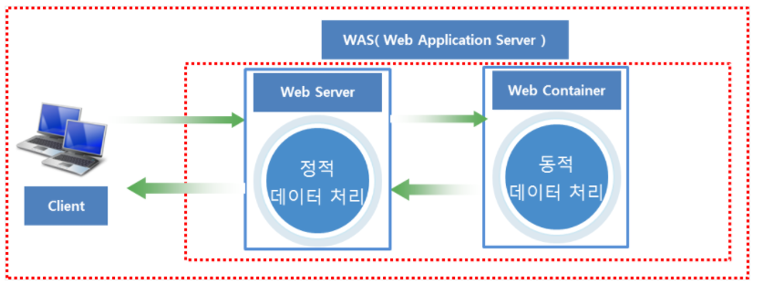 WAS( Web Application Server )
Web Server
Web Container
정적
데이터 처리
동적
데이터 처리
Client